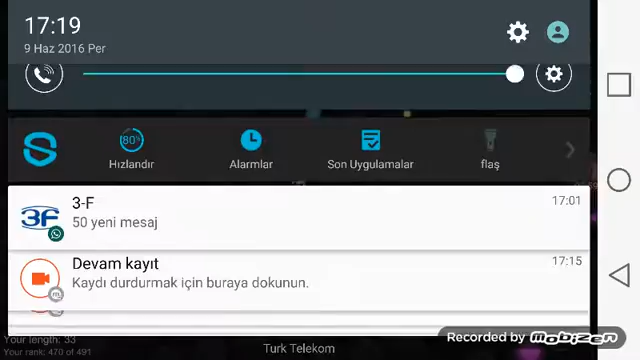 17:19
9 Haz 2016 Per
80%
Hızlandır
Alarmlar
Son Uygulamalar
flaş
3-F
17:01
3F
50 yeni mesaj
Devam kayıt
17:15
Kaydı durdurmak için buraya dokunun.
Your length: 33
Your rank: 470 of 491
Turk Telekom
Recorded by Mobizen